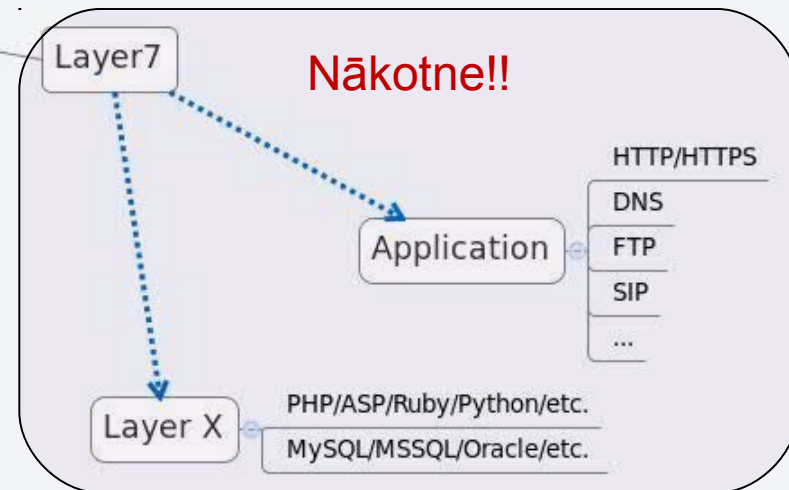 Layer7
Nākotne!!
HTTP/HTTPS
DNS
Application
FTP
SIP
...
Layer X
PHP/ASP/Ruby/Python/etc.
MySQL/MSSQL/Oracle/etc.